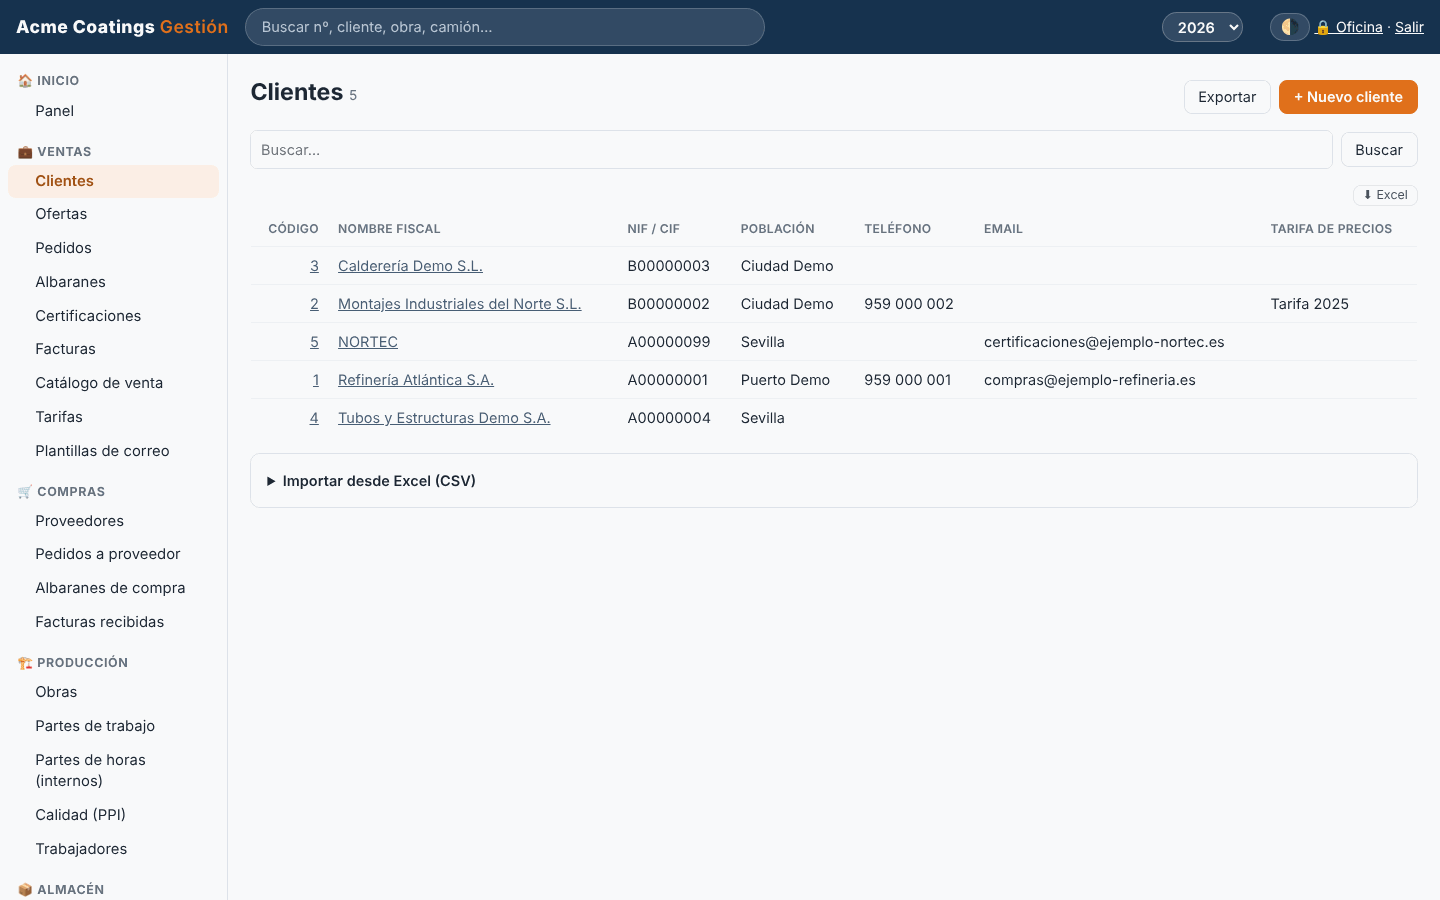 Acme Coatings Gestión
Buscar nº, cliente, obra, camión...
2026
Oficina · Salir
INICIO
Panel
VENTAS
Clientes
Ofertas
Pedidos
Albaranes
Certificaciones
Facturas
Catálogo de venta
Tarifas
Plantillas de correo
COMPRAS
Proveedores
Pedidos a proveedor
Albaranes de compra
Facturas recibidas
PRODUCCIÓN
Obras
Partes de trabajo
Partes de horas
(internos)
Calidad (PPI)
Trabajadores
ALMACÉN
Clientes 5
Exportar
+ Nuevo cliente
Buscar...
Buscar
⬇ Excel
CÓDIGO NOMBRE FISCAL NIF / CIF POBLACIÓN TELÉFONO EMAIL TARIFA DE PRECIOS
3 Calderería Demo S.L. B00000003 Ciudad Demo
2 Montajes Industriales del Norte S.L. B00000002 Ciudad Demo 959 000 002 Tarifa 2025
5 NORTEC A00000099 Sevilla certificaciones@ejemplo-nortec.es
1 Refinería Atlántica S.A. A00000001 Puerto Demo 959 000 001 compras@ejemplo-refineria.es
4 Tubos y Estructuras Demo S.A. A00000004 Sevilla
▶ Importar desde Excel (CSV)